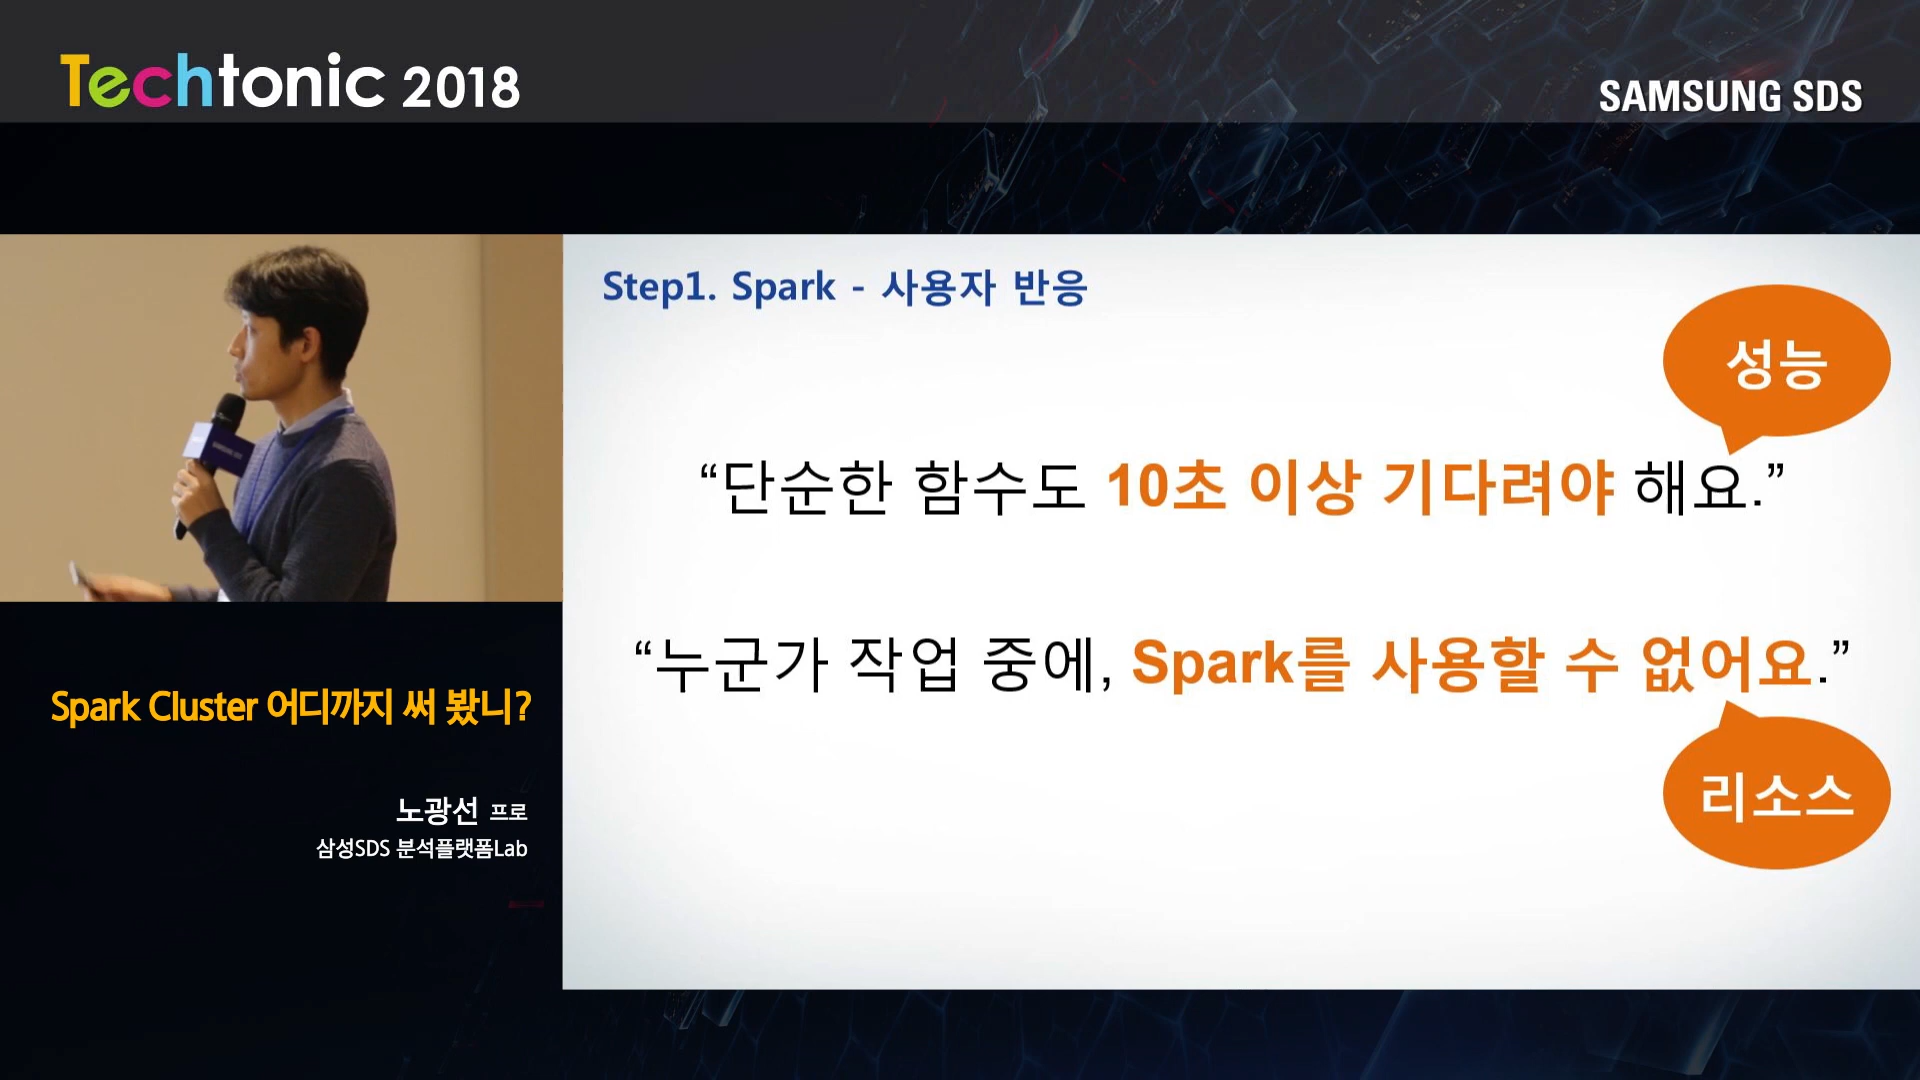 Techtonic 2018
SAMSUNG SDS
Step1. Spark - 사용자 반응
성능
“단순한 함수도 10초 이상 기다려야 해요.”
“누군가 작업 중에, Spark를 사용할 수 없어요.”
리소스
Spark Cluster 어디까지 써 봤니?
노광선 프로
삼성SDS 분석플랫폼Lab